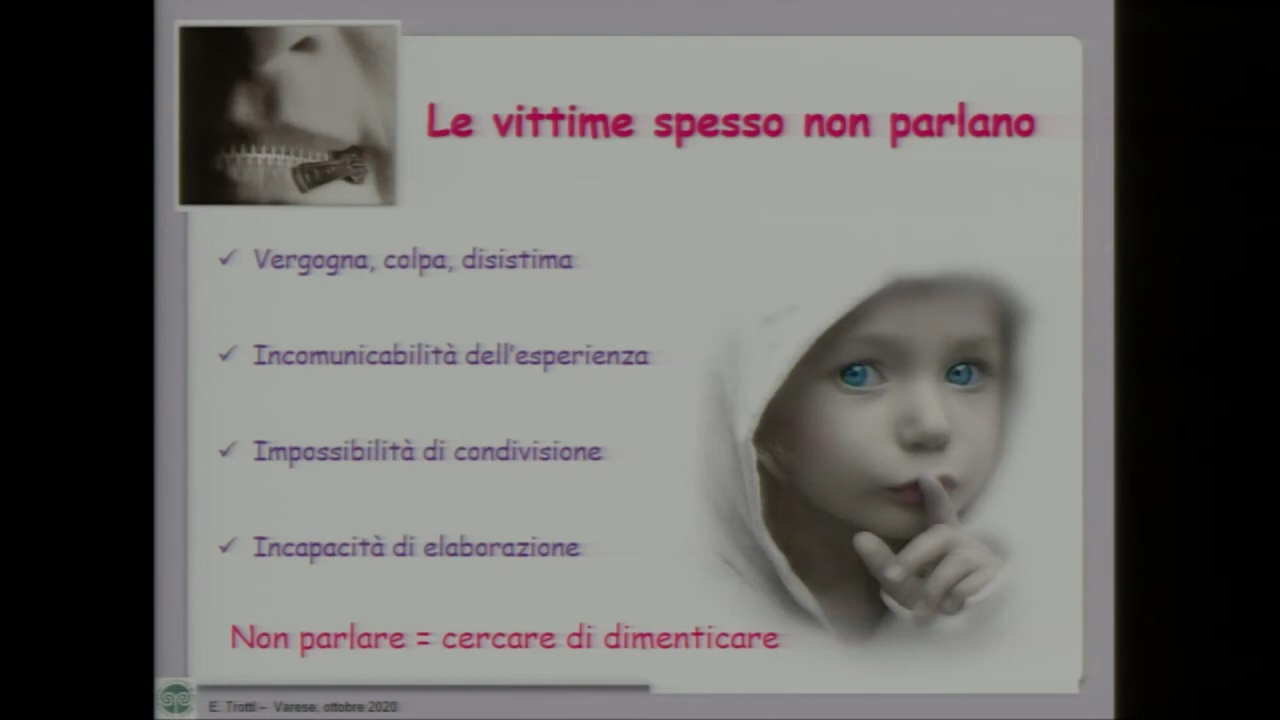 Le vittime spesso non parlano
✓ Vergogna, colpa, disistima
✓ Incomunicabilità dell'esperienza
✓ Impossibilità di condivisione
✓ Incapacità di elaborazione
Non parlare = cercare di dimenticare
E. Trotti – Varese, ottobre 2020